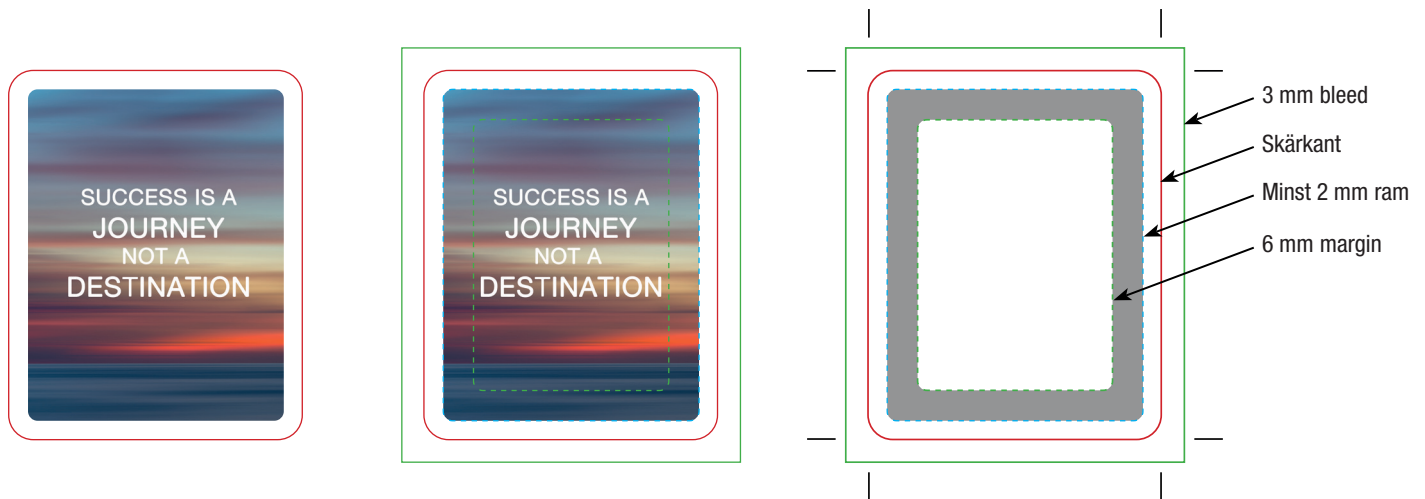 SUCCESS IS A
JOURNEY
NOT A
DESTINATION
SUCCESS IS A
JOURNEY
NOT A
DESTINATION
3 mm bleed
Skärkant
Minst 2 mm ram
6 mm margin